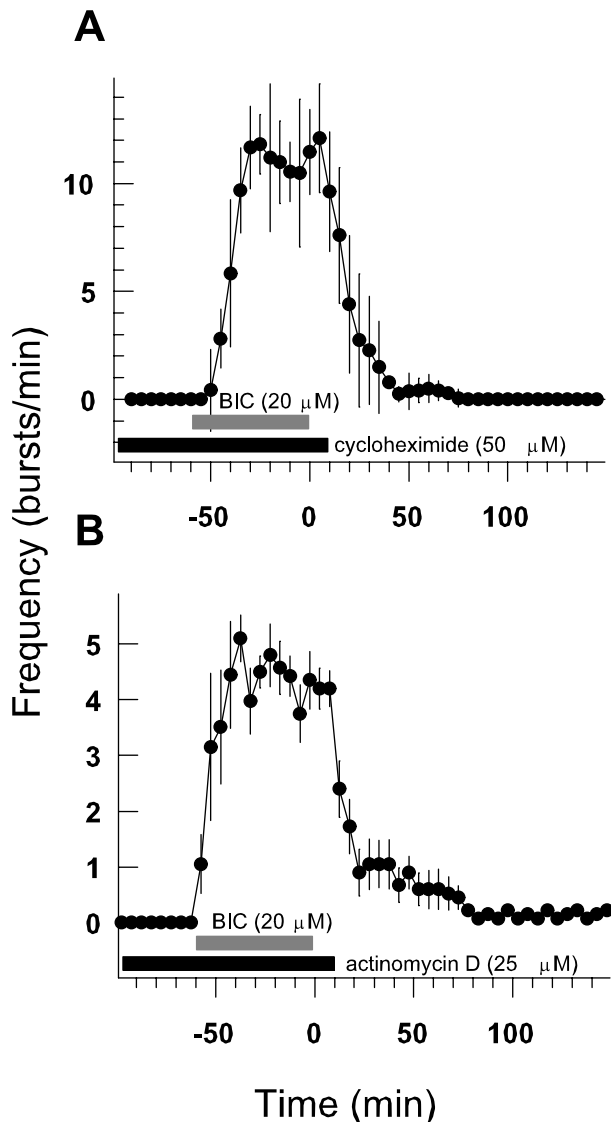 A
10
5
0
BIC (20 μM)
cycloheximide (50 μM)
-50 0 50 100
B
5
4
3
2
1
0
BIC (20 μM)
actinomycin D (25 μM)
-50 0 50 100
Frequency (bursts/min)
Time (min)